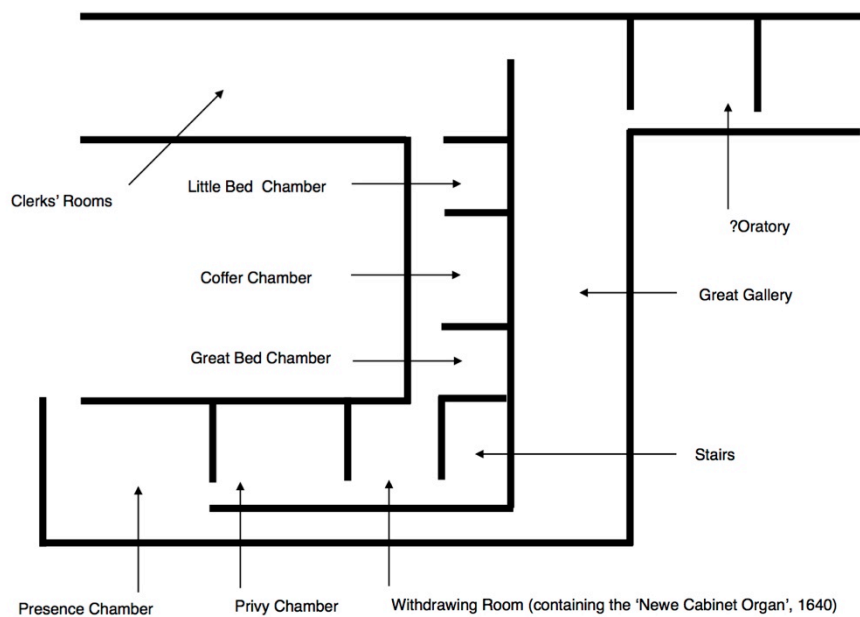 Little Bed Chamber
Clerks' Rooms
?Oratory
Coffer Chamber
Great Gallery
Great Bed Chamber
Stairs
Presence Chamber
Privy Chamber
Withdrawing Room (containing the 'Newe Cabinet Organ', 1640)